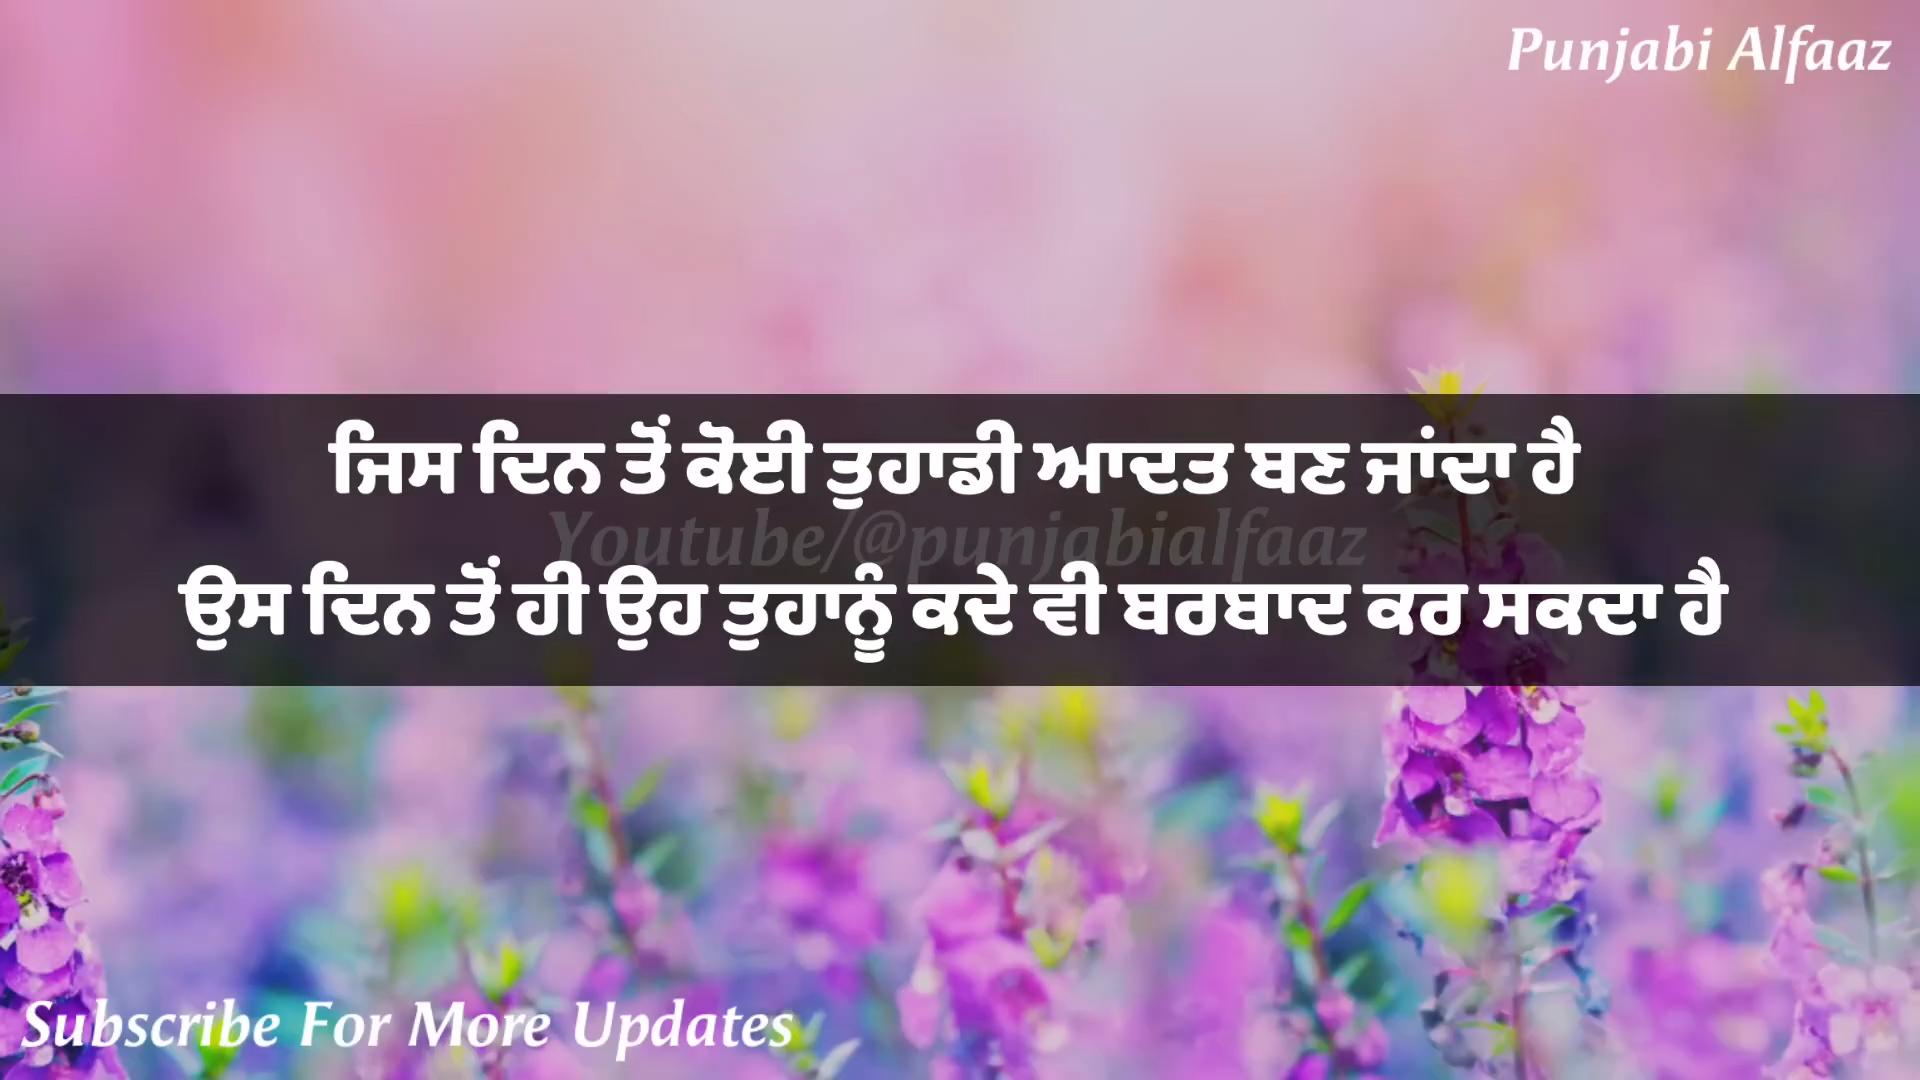 Punjabi Alfaaz
ਜਿਸ ਦਿਨ ਤੋਂ ਕੋਈ ਤੁਹਾਡੀ ਆਦਤ ਬਣ ਜਾਂਦਾ ਹੈ
Youtube/@punjabialfaaz
ਉਸ ਦਿਨ ਤੋਂ ਹੀ ਉਹ ਤੁਹਾਨੂੰ ਕਦੇ ਵੀ ਬਰਬਾਦ ਕਰ ਸਕਦਾ ਹੈ
Subscribe For More Updates